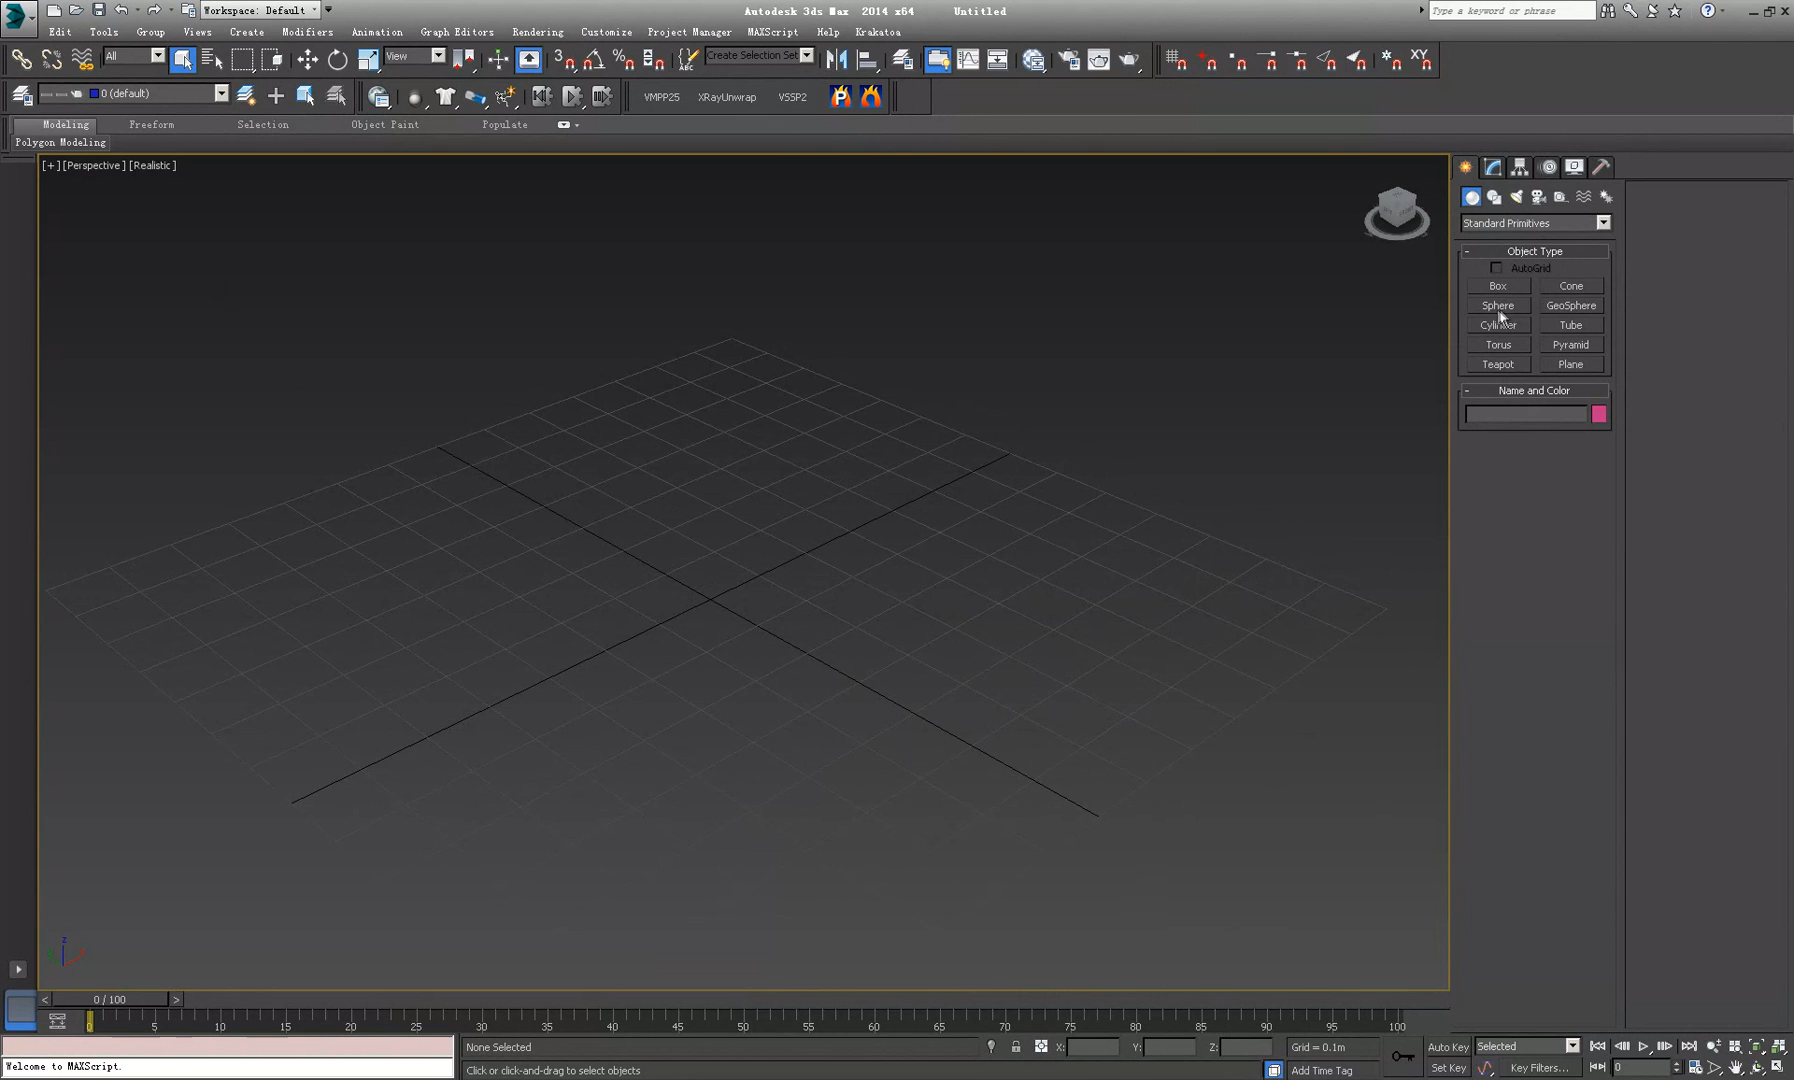 Workspace: Default
Autodesk 3ds Max 2014 x64 Untitled
Type a keyword or phrase
Edit Tools Group Views Create Modifiers Animation Graph Editors Rendering Customize Project Manager MAXScript Help Krakatoa
All
View
3
%
Create Selection Set
XY
0 (default)
VMPP25 XRayUnwrap VSSP2
P
Modeling Freeform Selection Object Paint Populate
Polygon Modeling
[+] [Perspective] [Realistic]
Standard Primitives
- Object Type
AutoGrid
Box Cone
Sphere GeoSphere
Cylinder Tube
Torus Pyramid
Teapot Plane
- Name and Color
z
< 0 / 100 >
0 5 10 15 20 25 30 35 40 45 50 55 60 65 70 75 80 85 90 95 100
None Selected X: Y: Z: Grid = 0.1m Auto Key Selected
Welcome to MAXScript. Click or click-and-drag to select objects Add Time Tag Set Key Key Filters... 0